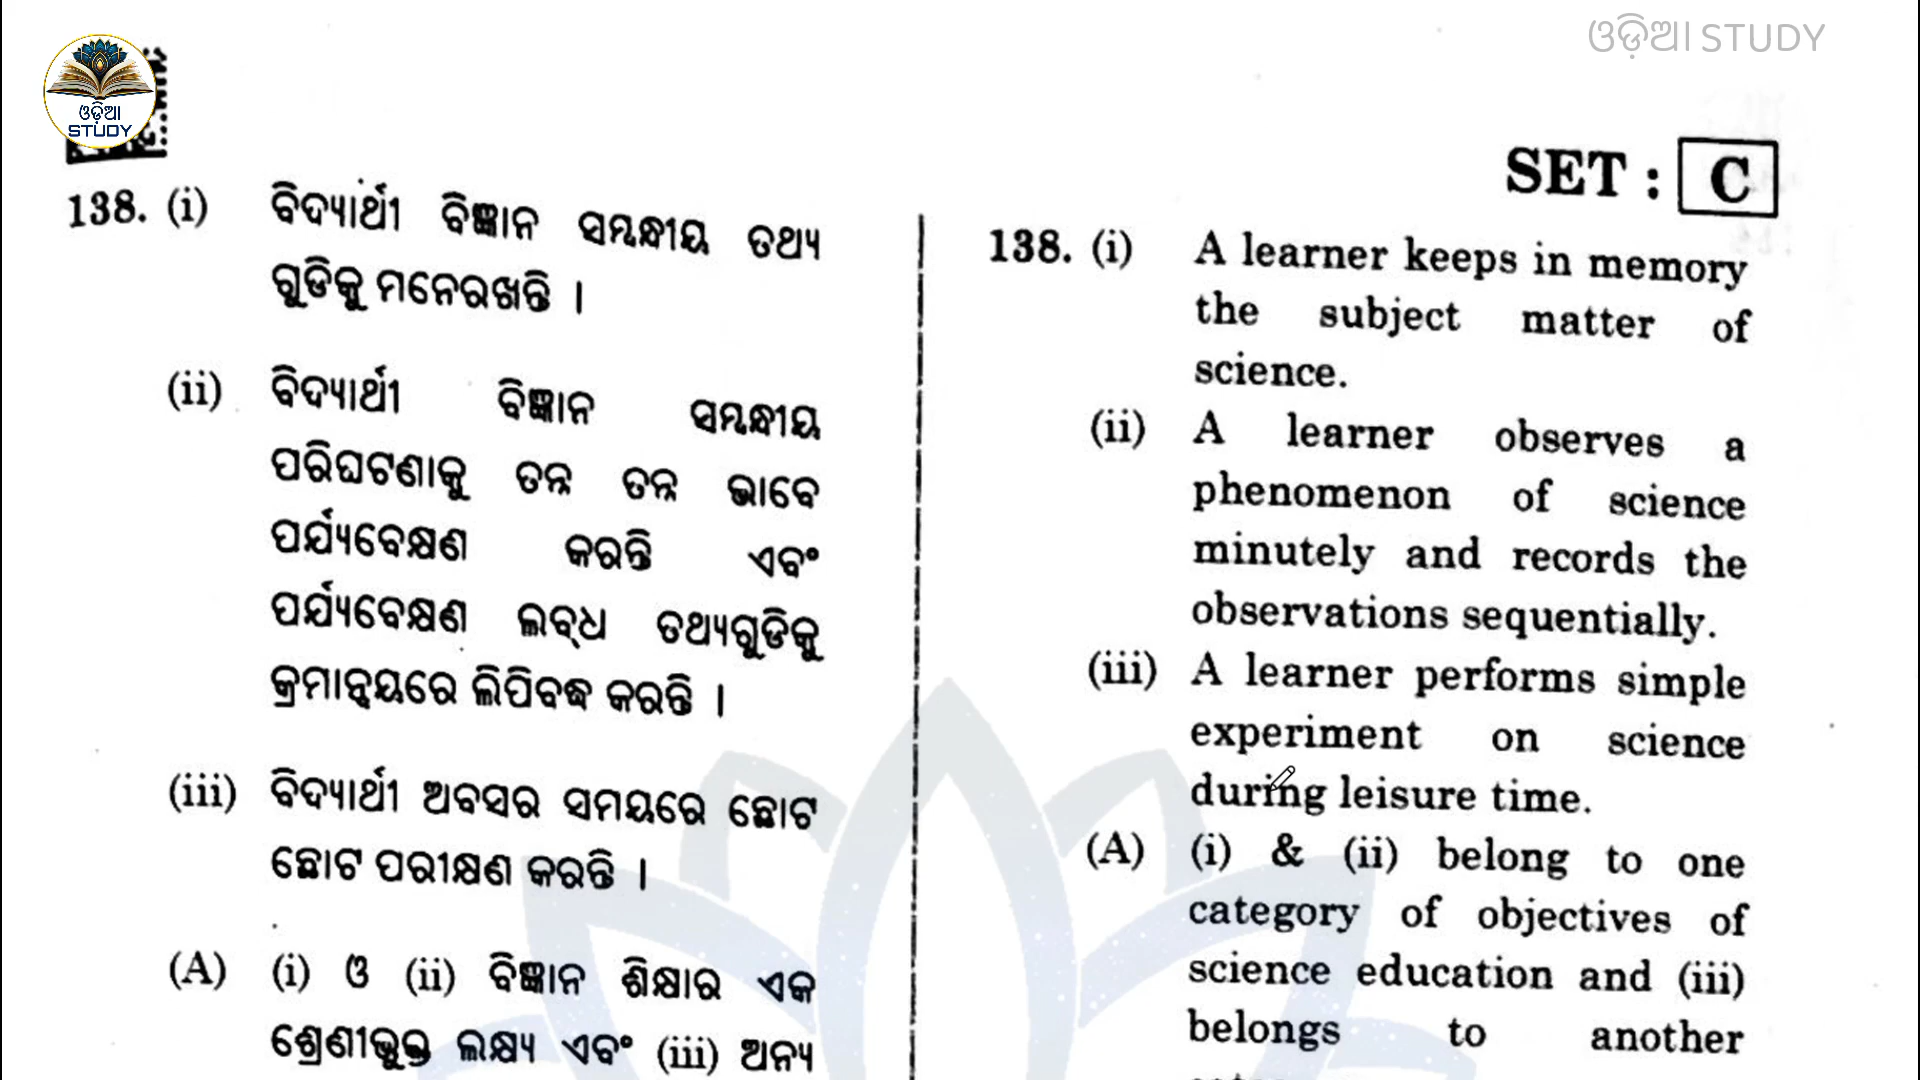 ଓଡ଼ିଆ STUDY
ଓଡ଼ିଆ
STUDY
SET : C
138. (i) ବିଦ୍ୟାର୍ଥୀ ବିଜ୍ଞାନ ସମ୍ବନ୍ଧୀୟ ତଥ୍ୟ
ଗୁଡିକୁ ମନେରଖନ୍ତି ।
(ii) ବିଦ୍ୟାର୍ଥୀ ବିଜ୍ଞାନ ସମ୍ବନ୍ଧୀୟ
ପରିଘଟଣାକୁ ତନ୍ନ ତନ୍ନ ଭାବେ
ପର୍ଯ୍ୟବେକ୍ଷଣ କରନ୍ତି ଏବଂ
ପର୍ଯ୍ୟବେକ୍ଷଣ ଲବ୍ଧ ତଥ୍ୟଗୁଡିକୁ
କ୍ରମାନ୍ୱୟରେ ଲିପିବଦ୍ଧ କରନ୍ତି ।
(iii) ବିଦ୍ୟାର୍ଥୀ ଅବସର ସମୟରେ ଛୋଟ
ଛୋଟ ପରୀକ୍ଷଣ କରନ୍ତି ।
(A) (i) ଓ (ii) ବିଜ୍ଞାନ ଶିକ୍ଷାର ଏକ
ଶ୍ରେଣୀଭୁକ୍ତ ଲକ୍ଷ୍ୟ ଏବଂ (iii) ଅନ୍ୟ
138. (i) A learner keeps in memory
the subject matter of
science.
(ii) A learner observes a
phenomenon of science
minutely and records the
observations sequentially.
(iii) A learner performs simple
experiment on science
during leisure time.
(A) (i) & (ii) belong to one
category of objectives of
science education and (iii)
belongs to another